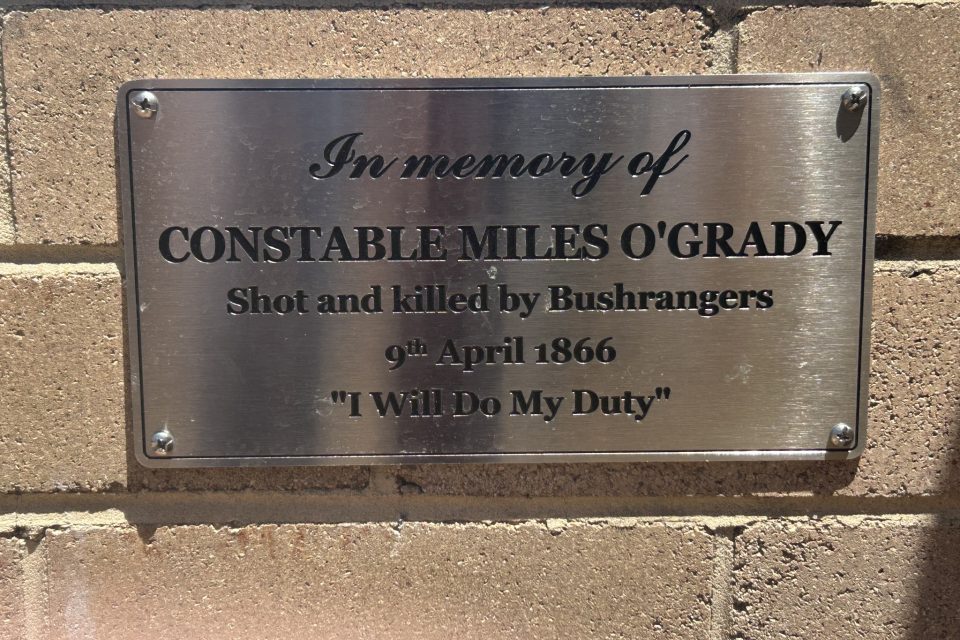 In memory of
CONSTABLE MILES O'GRADY
Shot and killed by Bushrangers
9th April 1866
"I Will Do My Duty"